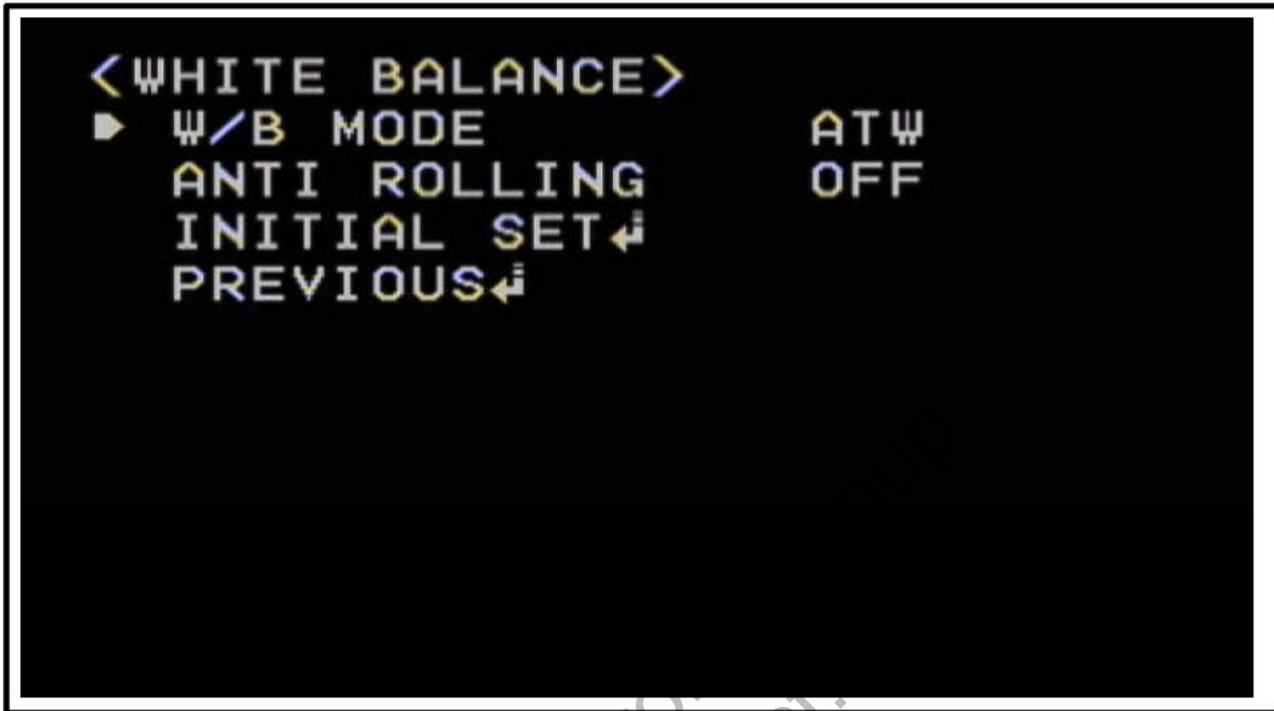 <WHITE BALANCE>
W/B MODE ATW
ANTI ROLLING OFF
INITIAL SET↲
PREVIOUS↲